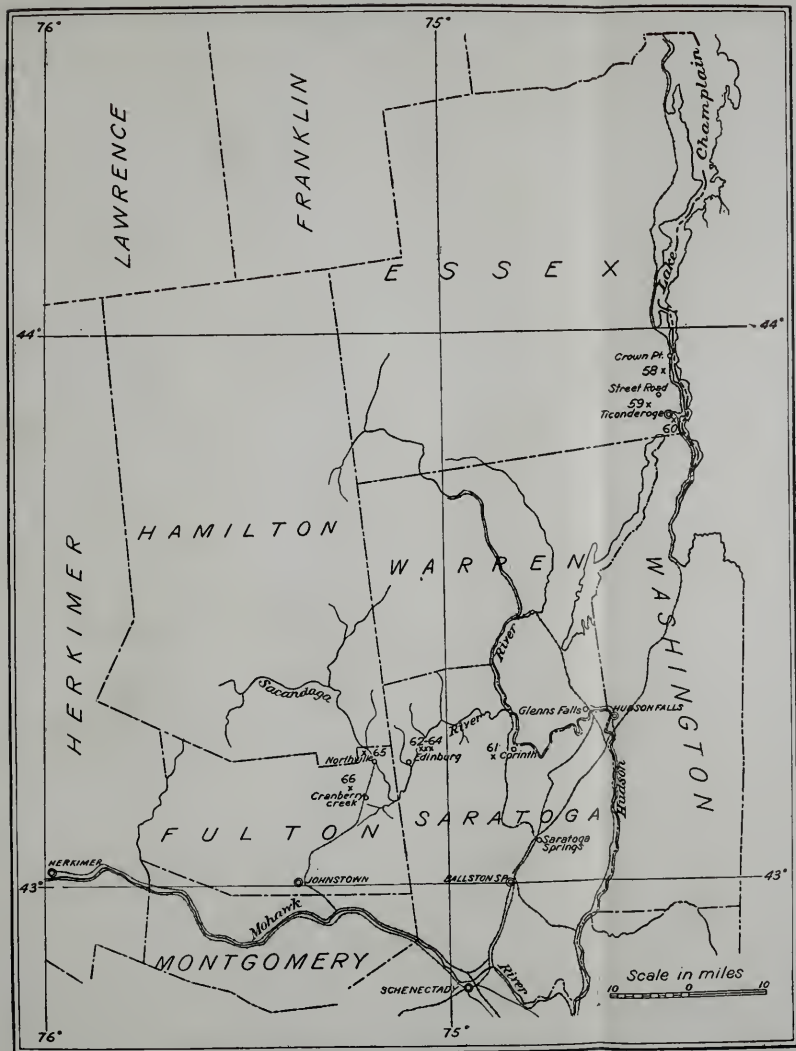 76°
75°
LAWRENCE
FRANKLIN
Lake Champlain
ESSEX
44°
44°
Crown Pt.
58 x
Street Road
59 x
Ticonderoga
x
60
HAMILTON
WARREN
WASHINGTON
HERKIMER
River
Sacandaga
River
Glenns Falls
HUDSON FALLS
62-64
xxx
61
x
Corinth
x 65
Northville
Edinburg
66
x
Cranberry
creek
Hudson
FULTON
SARATOGA
Saratoga
Springs
HERKIMER
43°
JOHNSTOWN
BALLSTON SP.
43°
Mohawk
River
MONTGOMERY
SCHENECTADY
Scale in miles
10 0 10
76°
75°